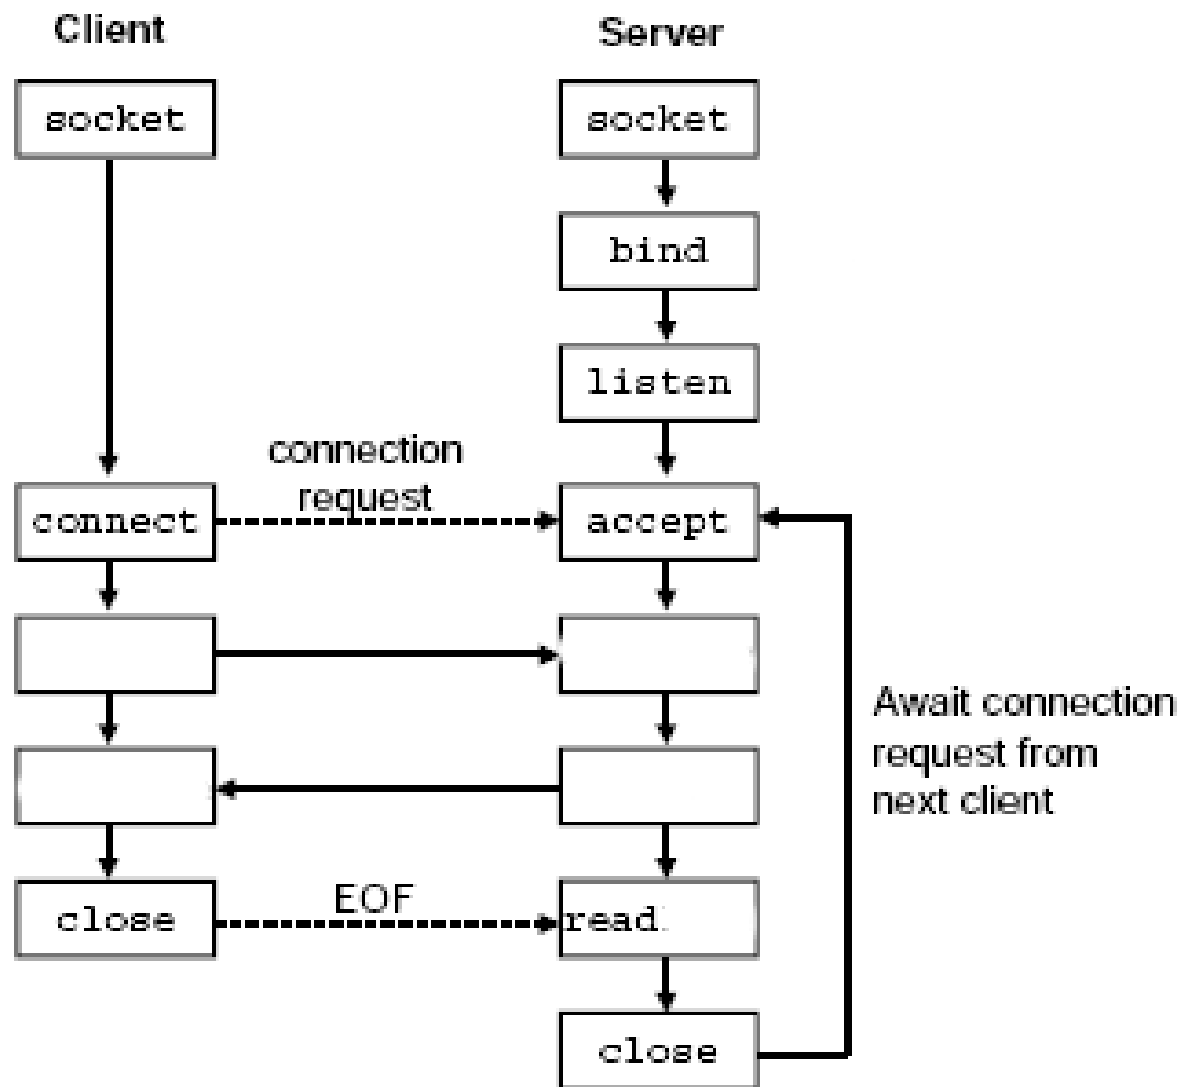 Client
Server
socket
socket
bind
listen
connection
request
connect
accept
Await connection
request from
next client
close
EOF
read
close